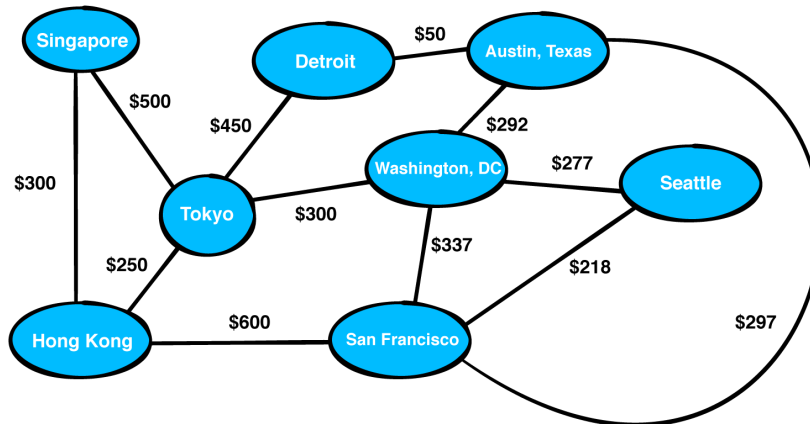 Singapore
$50
Austin, Texas
Detroit
$500
$450
$292
Washington, DC
$277
$300
Seattle
Tokyo
$300
$337
$250
$218
$600
$297
Hong Kong
San Francisco